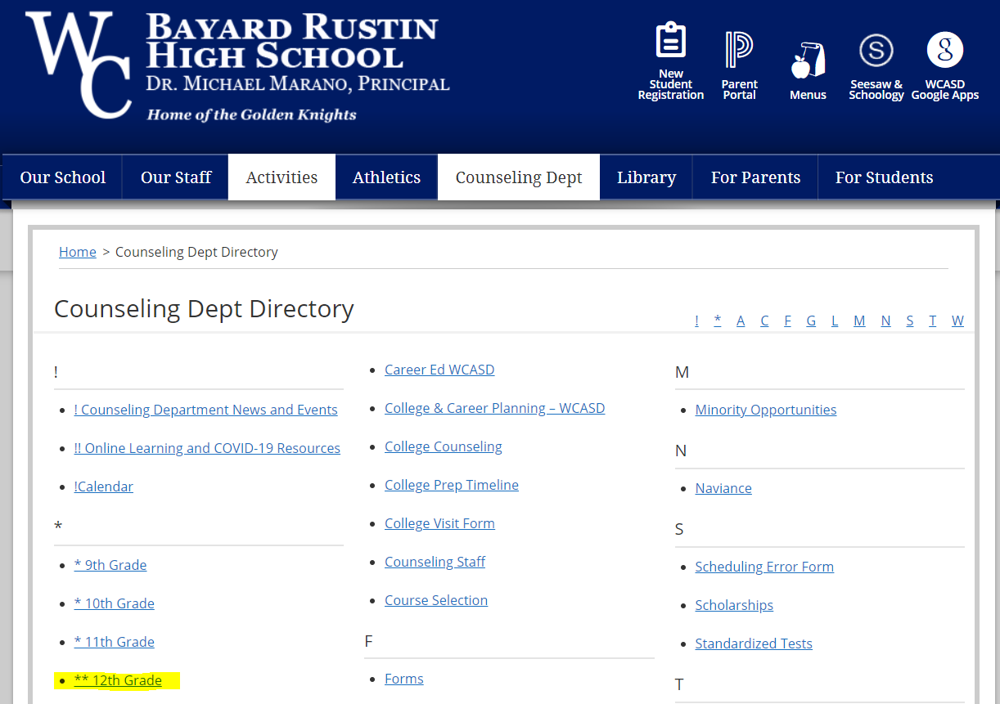 WC
BAYARD RUSTIN
HIGH SCHOOL
DR. MICHAEL MARANO, PRINCIPAL
Home of the Golden Knights
New
Student
Registration
Parent
Portal
Menus
S
Seesaw &
Schoology
g
WCASD
Google Apps
Our School
Our Staff
Activities
Athletics
Counseling Dept
Library
For Parents
For Students
Home > Counseling Dept Directory
Counseling Dept Directory
! * A C F G L M N S T W
!
! Counseling Department News and Events
!! Online Learning and COVID-19 Resources
!Calendar
*
* 9th Grade
* 10th Grade
* 11th Grade
** 12th Grade
Career Ed WCASD
College & Career Planning – WCASD
College Counseling
College Prep Timeline
College Visit Form
Counseling Staff
Course Selection
F
Forms
M
Minority Opportunities
N
Naviance
S
Scheduling Error Form
Scholarships
Standardized Tests
T